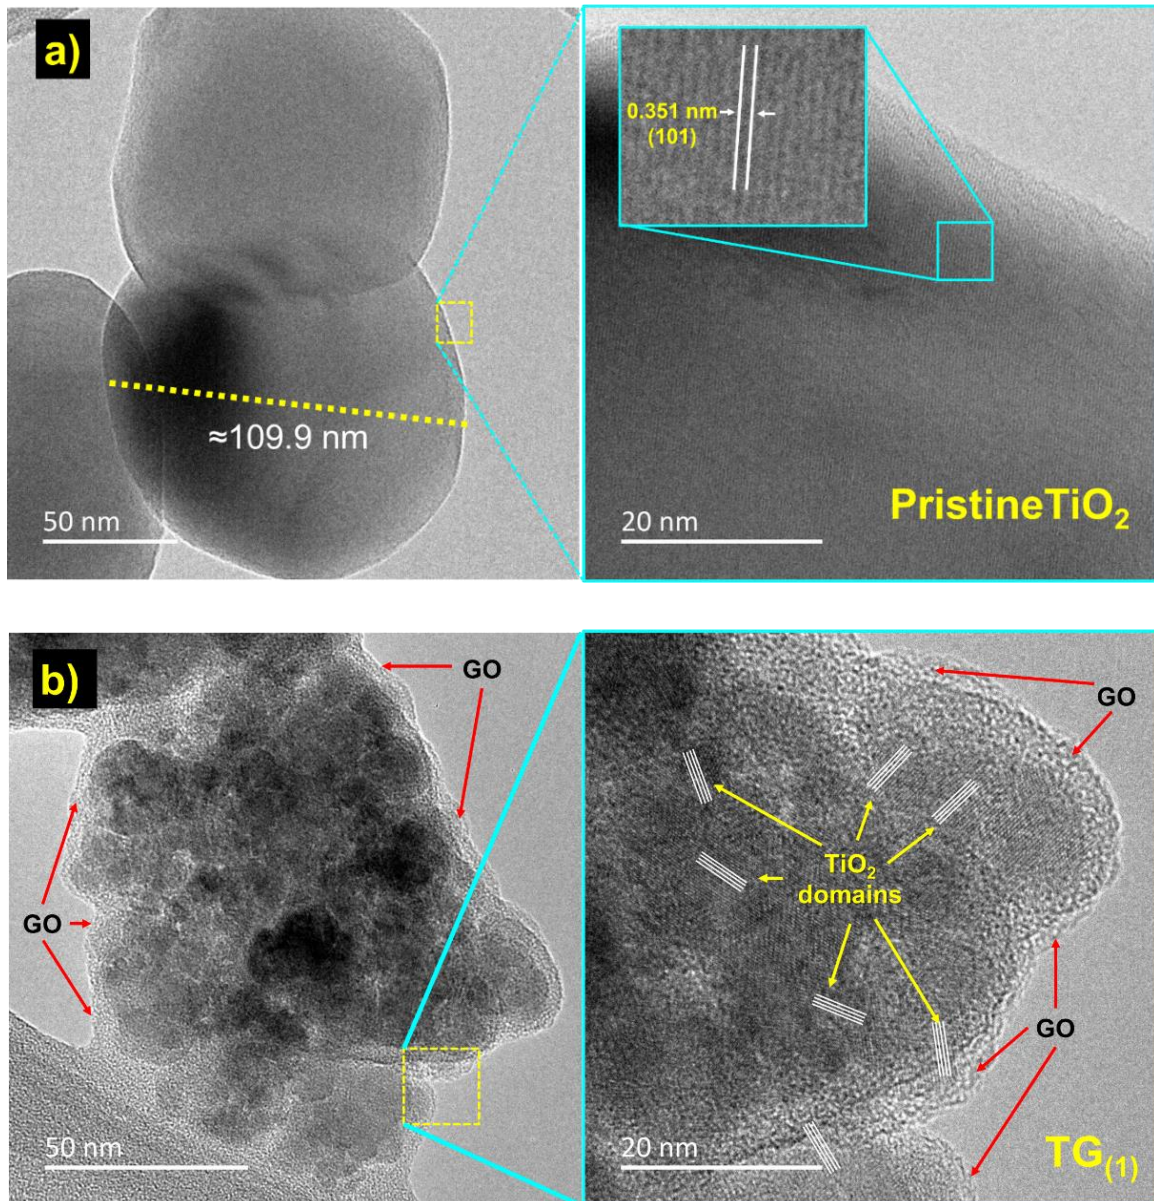 a)
0.351 nm
(101)
≈109.9 nm
50 nm
20 nm
PristineTiO₂
b)
GO
GO
GO
TiO₂
domains
GO
50 nm
20 nm
TG₍₁₎